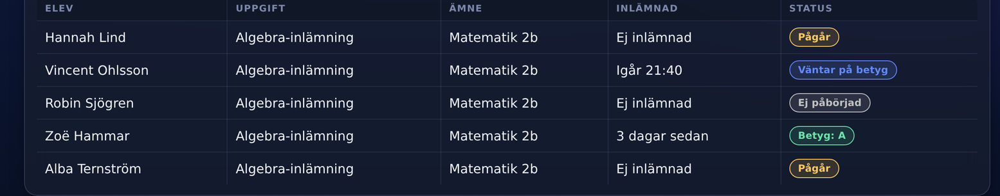 ELEV UPPGIFT ÄMNE INLÄMNAD STATUS
Hannah Lind Algebra-inlämning Matematik 2b Ej inlämnad Pågår
Vincent Ohlsson Algebra-inlämning Matematik 2b Igår 21:40 Väntar på betyg
Robin Sjögren Algebra-inlämning Matematik 2b Ej inlämnad Ej påbörjad
Zoë Hammar Algebra-inlämning Matematik 2b 3 dagar sedan Betyg: A
Alba Ternström Algebra-inlämning Matematik 2b Ej inlämnad Pågår